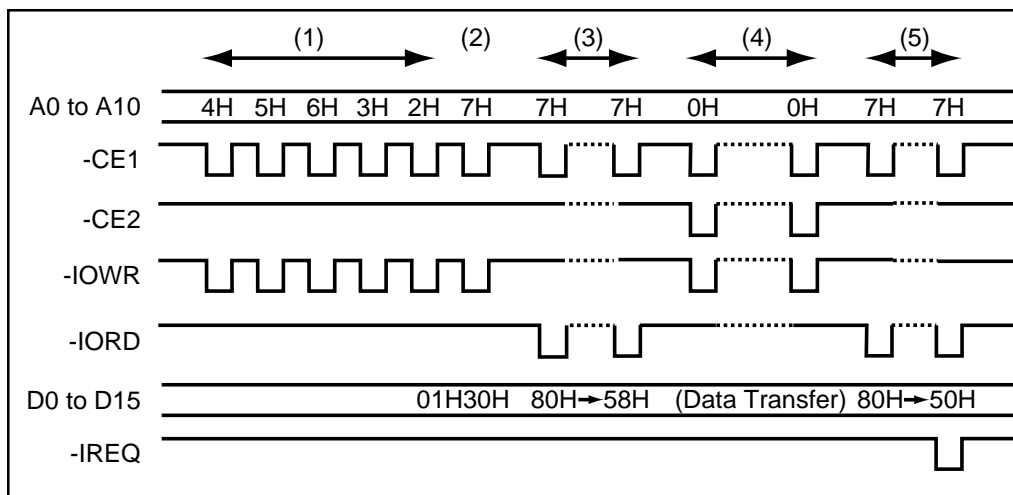 (1) (2) (3) (4) (5)
A0 to A10 4H 5H 6H 3H 2H 7H 7H 7H 0H 0H 7H 7H
-CE1
-CE2
-IOWR
-IORD
D0 to D15 01H30H 80H→58H (Data Transfer) 80H→50H
-IREQ